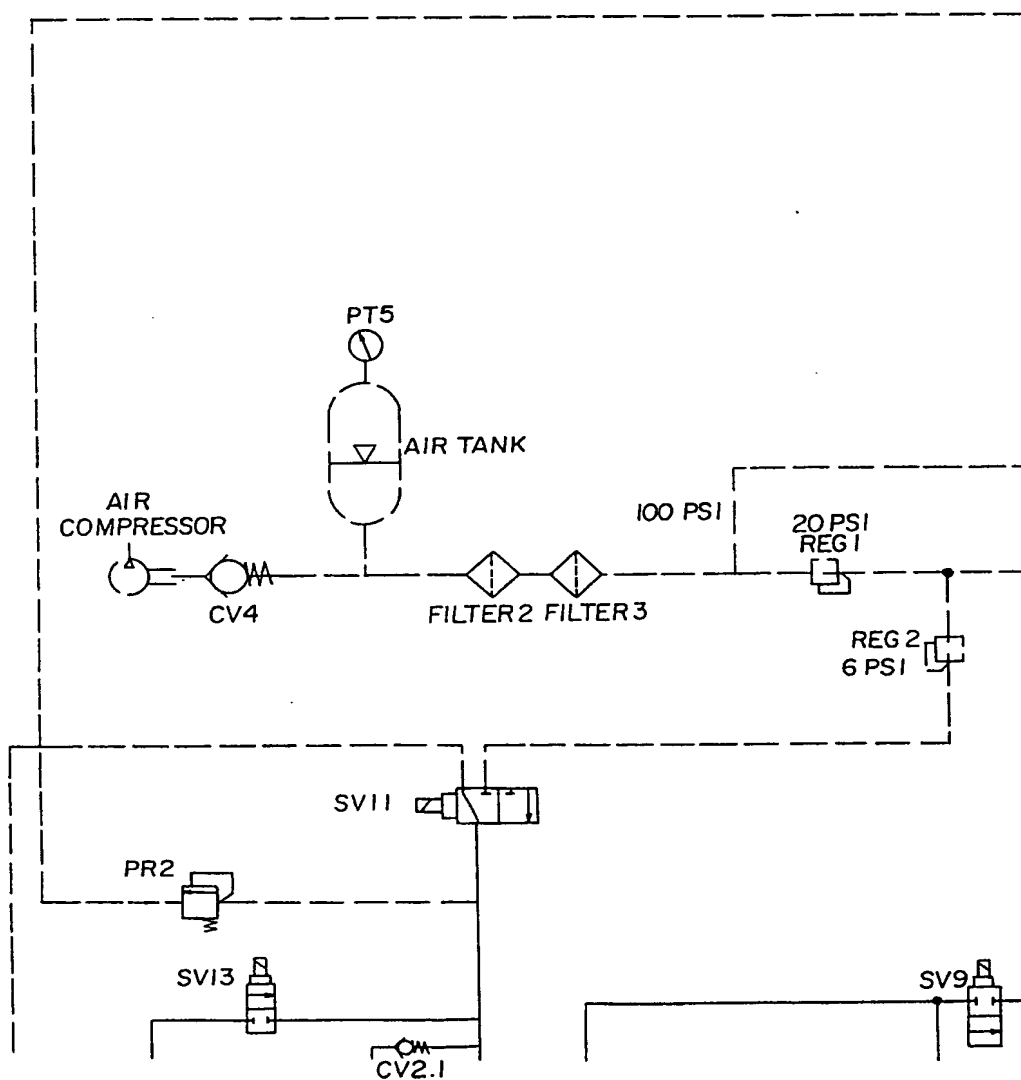 PT5
AIR TANK
AIR
COMPRESSOR
100 PSI
20 PSI
REG 1
CV4
FILTER 2
FILTER 3
REG 2
6 PSI
SV11
PR2
SV13
SV9
CV2.1